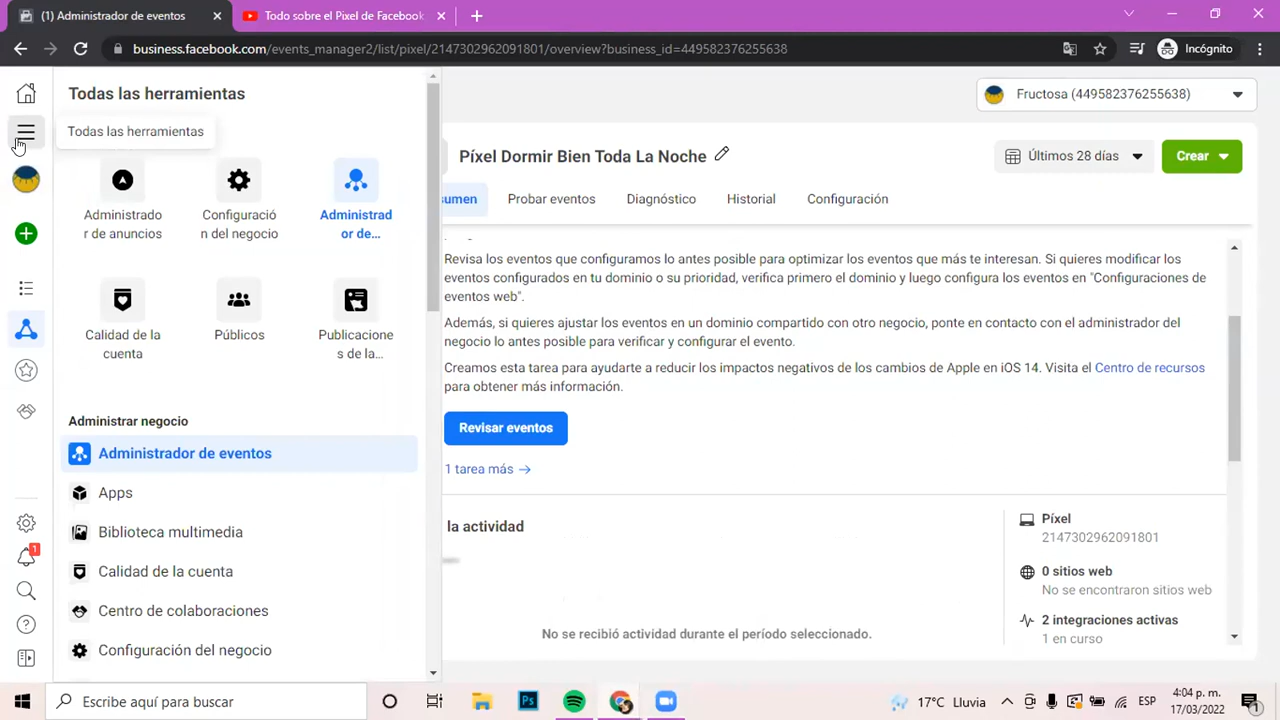 (1) Administrador de eventos
Todo sobre el Pixel de Facebook
business.facebook.com/events_manager2/list/pixel/2147302962091801/overview?business_id=449582376255638
Incógnito
Todas las herramientas
Todas las herramientas
Administrado
r de anuncios
Configuració
n del negocio
Administrad
or de...
Calidad de la
cuenta
Públicos
Publicacione
s de la...
Administrar negocio
Administrador de eventos
Apps
Biblioteca multimedia
Calidad de la cuenta
Centro de colaboraciones
Configuración del negocio
1
Fructosa (449582376255638)
Píxel Dormir Bien Toda La Noche
Últimos 28 días
Crear
sumen
Probar eventos
Diagnóstico
Historial
Configuración
Revisa los eventos que configuramos lo antes posible para optimizar los eventos que más te interesan. Si quieres modificar los
eventos configurados en tu dominio o su prioridad, verifica primero el dominio y luego configura los eventos en "Configuraciones de
eventos web".
Además, si quieres ajustar los eventos en un dominio compartido con otro negocio, ponte en contacto con el administrador del
negocio lo antes posible para verificar y configurar el evento.
Creamos esta tarea para ayudarte a reducir los impactos negativos de los cambios de Apple en iOS 14. Visita el Centro de recursos
para obtener más información.
Revisar eventos
1 tarea más →
la actividad
No se recibió actividad durante el período seleccionado.
Píxel
2147302962091801
0 sitios web
No se encontraron sitios web
2 integraciones activas
1 en curso
Escribe aquí para buscar
Ps
17°C Lluvia
ESP
4:04 p. m.
17/03/2022
1